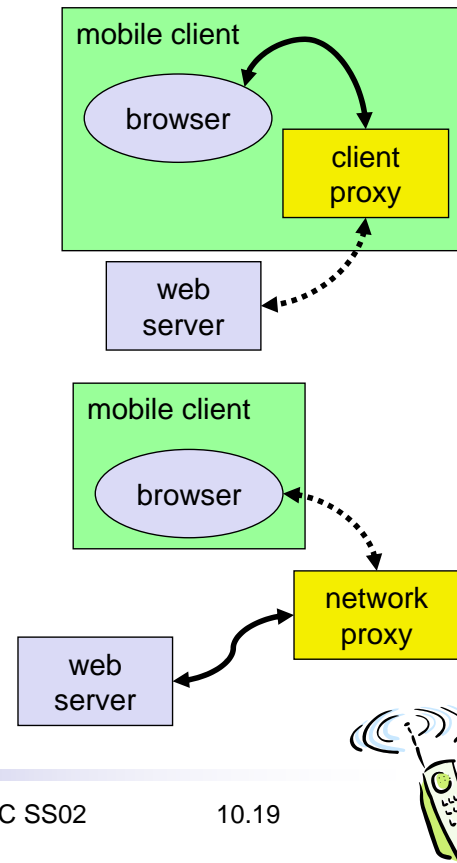 mobile client
browser
client
proxy
web
server
mobile client
browser
network
proxy
web
server
C SS02
10.19